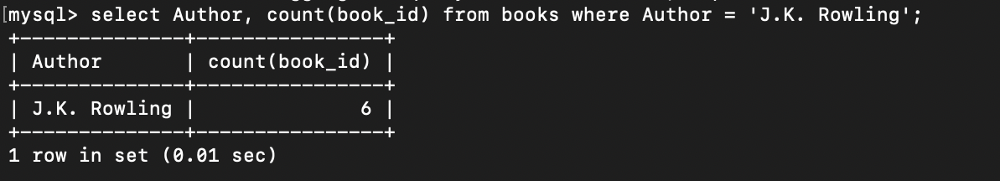 [mysql> select Author, count(book_id) from books where Author = 'J.K. Rowling';
+--------------+----------------+
| Author       | count(book_id) |
+--------------+----------------+
| J.K. Rowling |              6 |
+--------------+----------------+
1 row in set (0.01 sec)